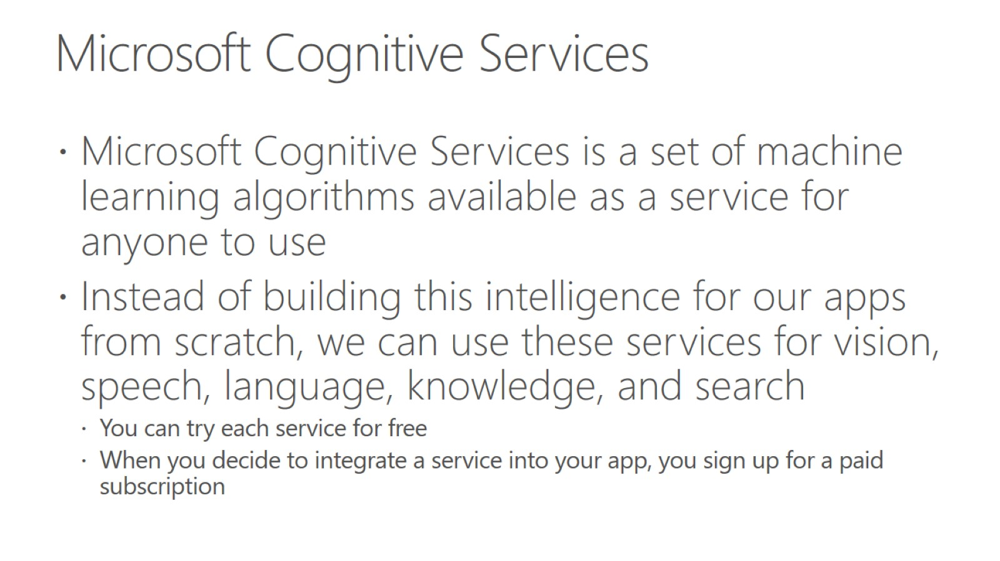 Microsoft Cognitive Services
· Microsoft Cognitive Services is a set of machine
learning algorithms available as a service for
anyone to use
· Instead of building this intelligence for our apps
from scratch, we can use these services for vision,
speech, language, knowledge, and search
· You can try each service for free
· When you decide to integrate a service into your app, you sign up for a paid
subscription